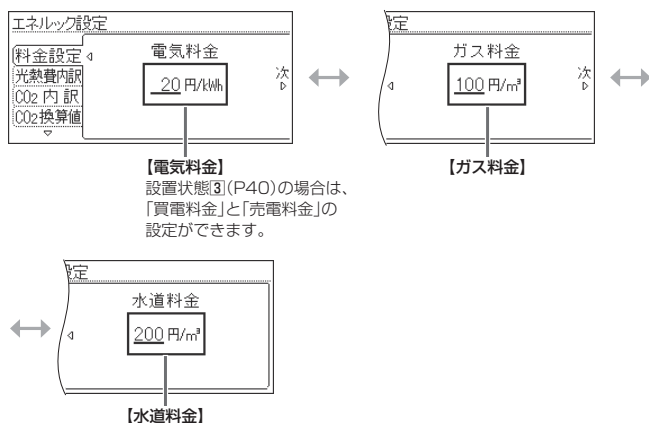 エネルック設定
料金設定
光熱費内訳
CO2 内 訳
CO2換算値
電気料金
20 円/kWh
次
【電気料金】
設置状態3(P40)の場合は、
「買電料金」と「売電料金」の
設定ができます。
定
ガス料金
100 円/m³
次
【ガス料金】
設定
水道料金
200 円/m³
【水道料金】